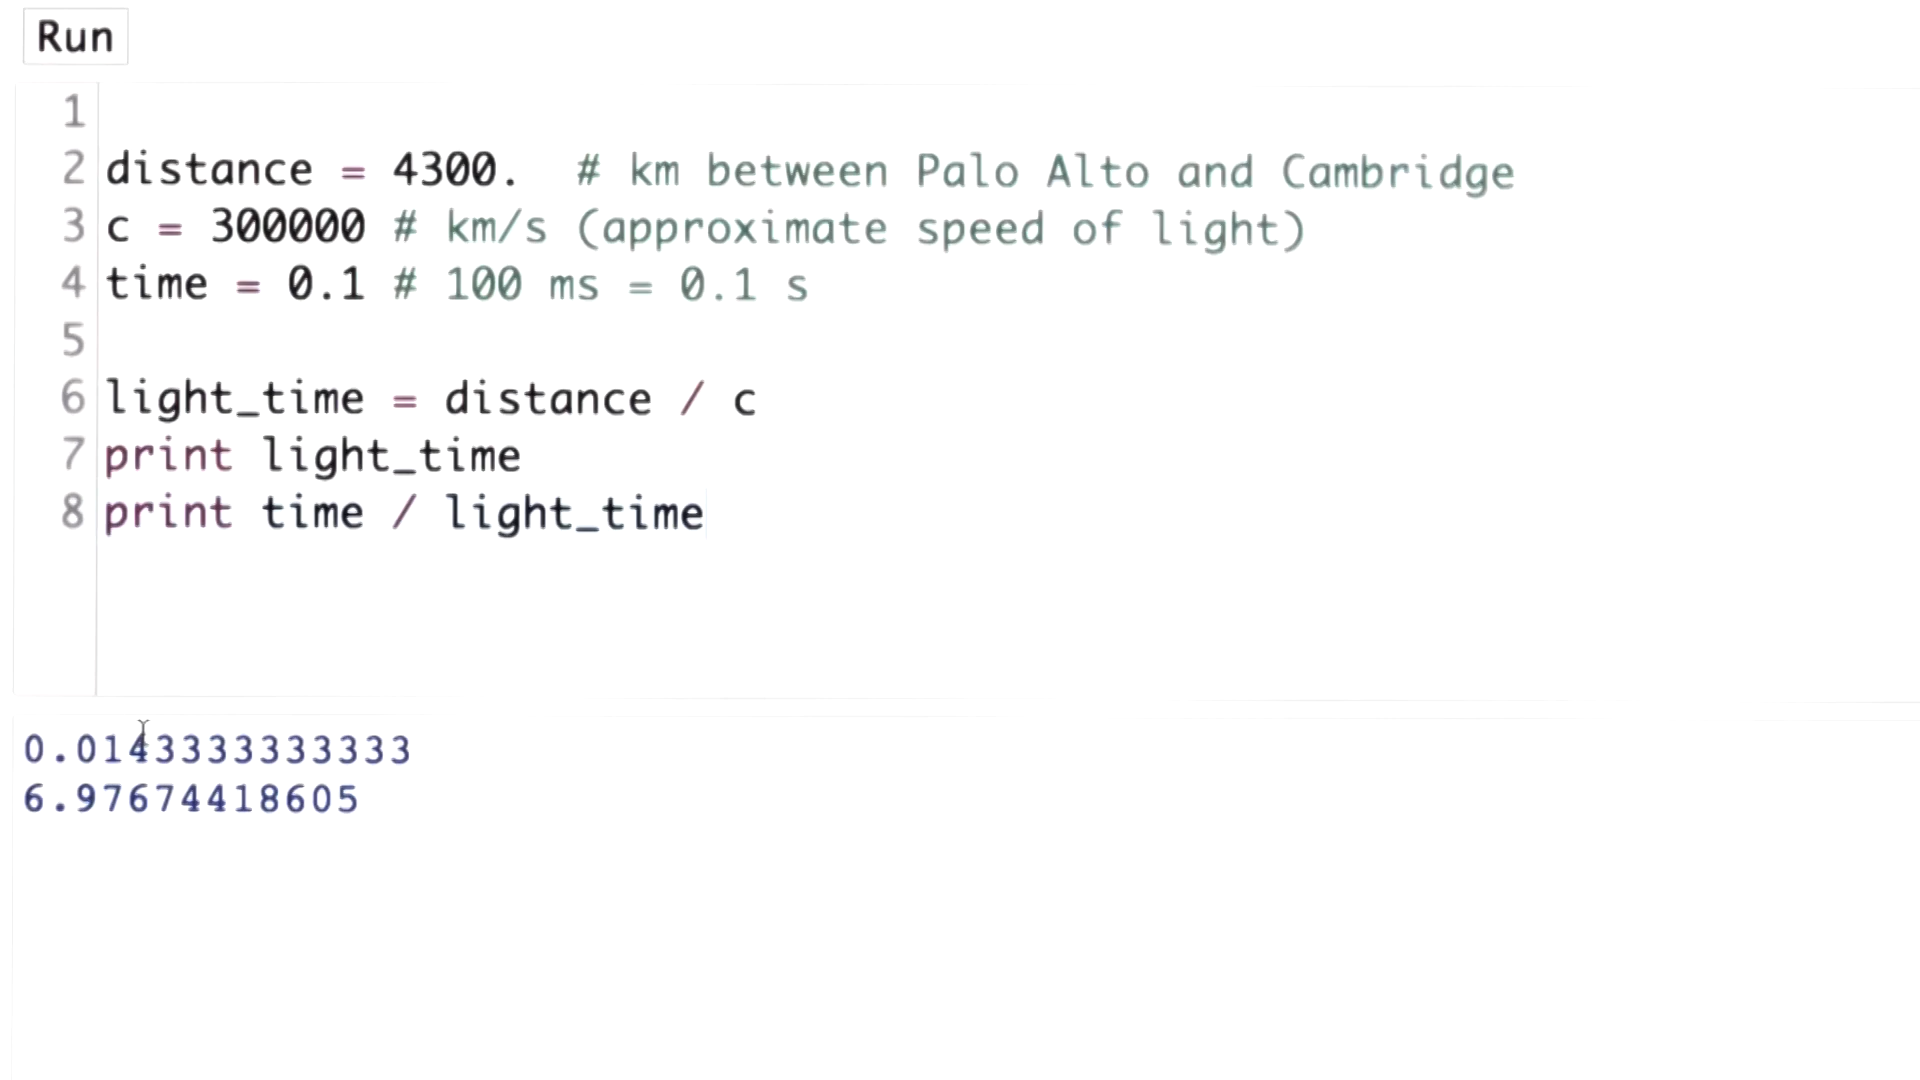 Run
1
2 distance = 4300.  # km between Palo Alto and Cambridge
3 c = 300000 # km/s (approximate speed of light)
4 time = 0.1 # 100 ms = 0.1 s
5
6 light_time = distance / c
7 print light_time
8 print time / light_time
0.0143333333333
6.97674418605